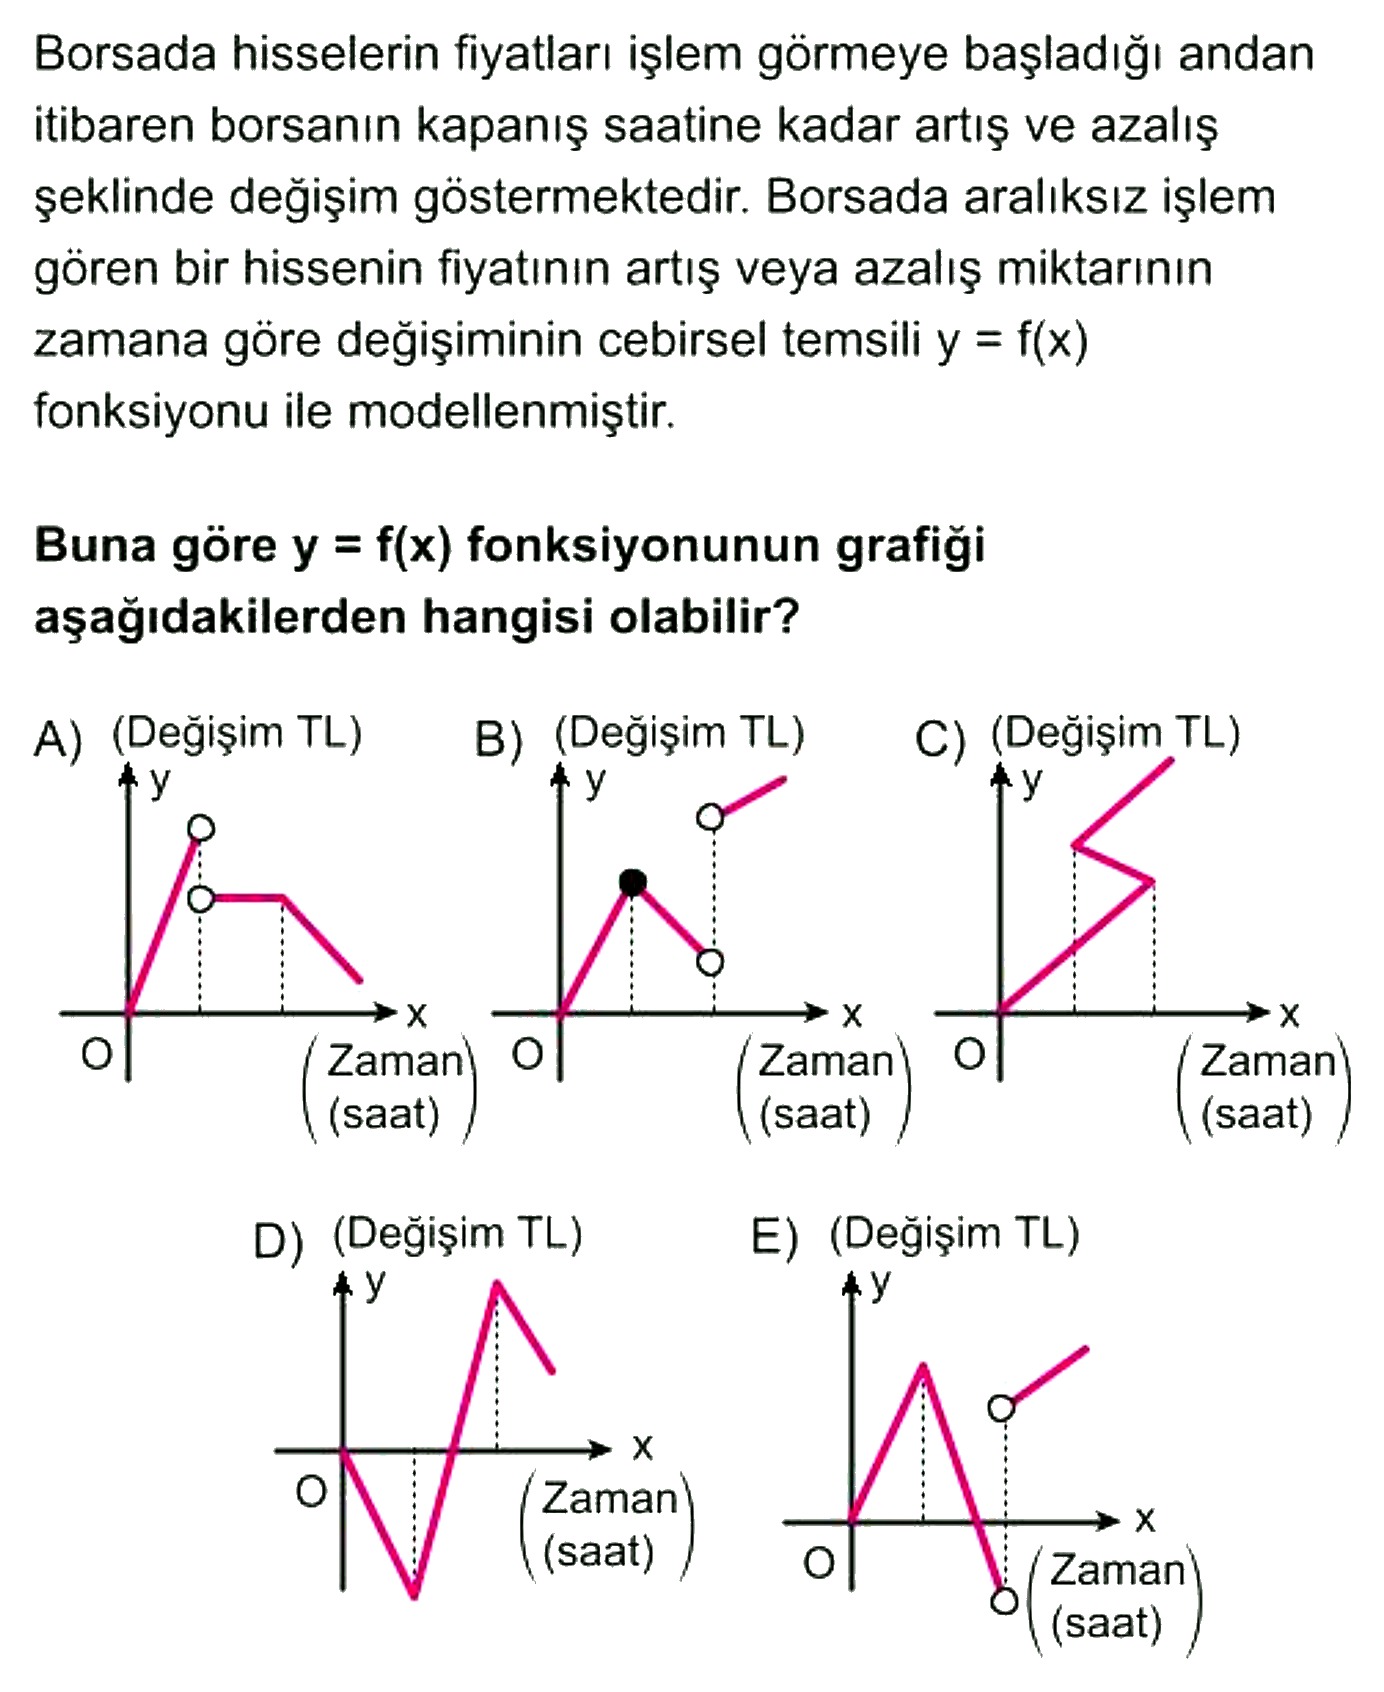 Borsada hisselerin fiyatları işlem görmeye başladığı andan
itibaren borsanın kapanış saatine kadar artış ve azalış
şeklinde değişim göstermektedir. Borsada aralıksız işlem
gören bir hissenin fiyatının artış veya azalış miktarının
zamana göre değişiminin cebirsel temsili y = f(x)
fonksiyonu ile modellenmiştir.
Buna göre y = f(x) fonksiyonunun grafiği
aşağıdakilerden hangisi olabilir?
A) (Değişim TL)
y
x
O
(Zaman
(saat))
B) (Değişim TL)
y
x
O
(Zaman
(saat))
C) (Değişim TL)
y
x
O
(Zaman
(saat))
D) (Değişim TL)
y
x
O
(Zaman
(saat))
E) (Değişim TL)
y
x
O
(Zaman
(saat))